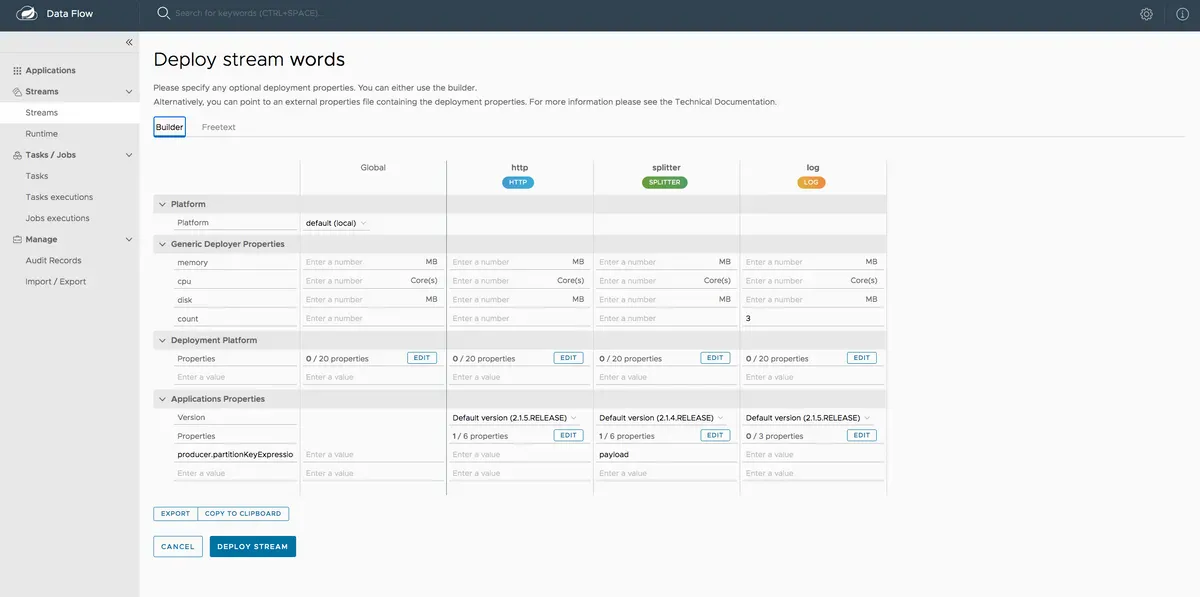 Data Flow
Search for keywords (CTRL+SPACE)...
Applications
Streams
Streams
Runtime
Tasks / Jobs
Tasks
Tasks executions
Jobs executions
Manage
Audit Records
Import / Export
Deploy stream words
Please specify any optional deployment properties. You can either use the builder.
Alternatively, you can point to an external properties file containing the deployment properties. For more information please see the Technical Documentation.
Builder Freetext
Global http splitter log
HTTP SPLITTER LOG
Platform
Platform default (local)
Generic Deployer Properties
memory Enter a number MB Enter a number MB Enter a number MB Enter a number MB
cpu Enter a number Core(s) Enter a number Core(s) Enter a number Core(s) Enter a number Core(s)
disk Enter a number MB Enter a number MB Enter a number MB Enter a number MB
count Enter a number Enter a number Enter a number 3
Deployment Platform
Properties 0 / 20 properties EDIT 0 / 20 properties EDIT 0 / 20 properties EDIT 0 / 20 properties EDIT
Enter a value Enter a value Enter a value Enter a value Enter a value
Applications Properties
Version Default version (2.1.5.RELEASE) Default version (2.1.4.RELEASE) Default version (2.1.5.RELEASE)
Properties 1 / 6 properties EDIT 1 / 6 properties EDIT 0 / 3 properties EDIT
producer.partitionKeyExpressio Enter a value Enter a value payload Enter a value
Enter a value Enter a value Enter a value Enter a value Enter a value
EXPORT COPY TO CLIPBOARD
CANCEL DEPLOY STREAM